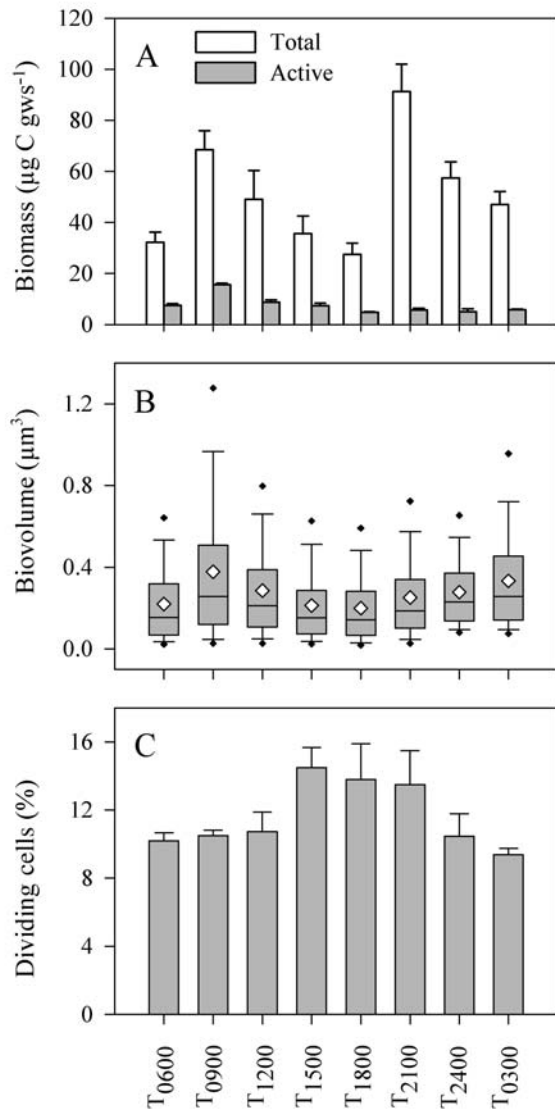 A
Total
Active
Biomass (µg C gws⁻¹)
120
100
80
60
40
20
0
B
Biovolume (µm³)
1.2
0.8
0.4
0.0
C
Dividing cells (%)
16
12
8
4
0
T0600
T0900
T1200
T1500
T1800
T2100
T2400
T0300